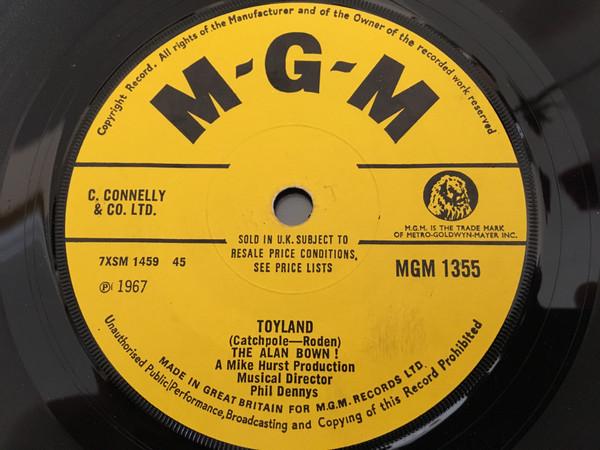 Copyright Record. All rights of the Manufacturer and of the Owner of the recorded work reserved
M-G-M
C. CONNELLY
& CO. LTD.
M.G.M. IS THE TRADE MARK
OF METRO-GOLDWYN-MAYER INC.
SOLD IN U.K. SUBJECT TO
RESALE PRICE CONDITIONS,
SEE PRICE LISTS
7XSM 1459 45
MGM 1355
℗ 1967
TOYLAND
(Catchpole—Roden)
THE ALAN BOWN !
A Mike Hurst Production
Musical Director
Phil Dennys
MADE IN GREAT BRITAIN FOR M.G.M. RECORDS LTD.
Unauthorised Public Performance, Broadcasting and Copying of this Record Prohibited